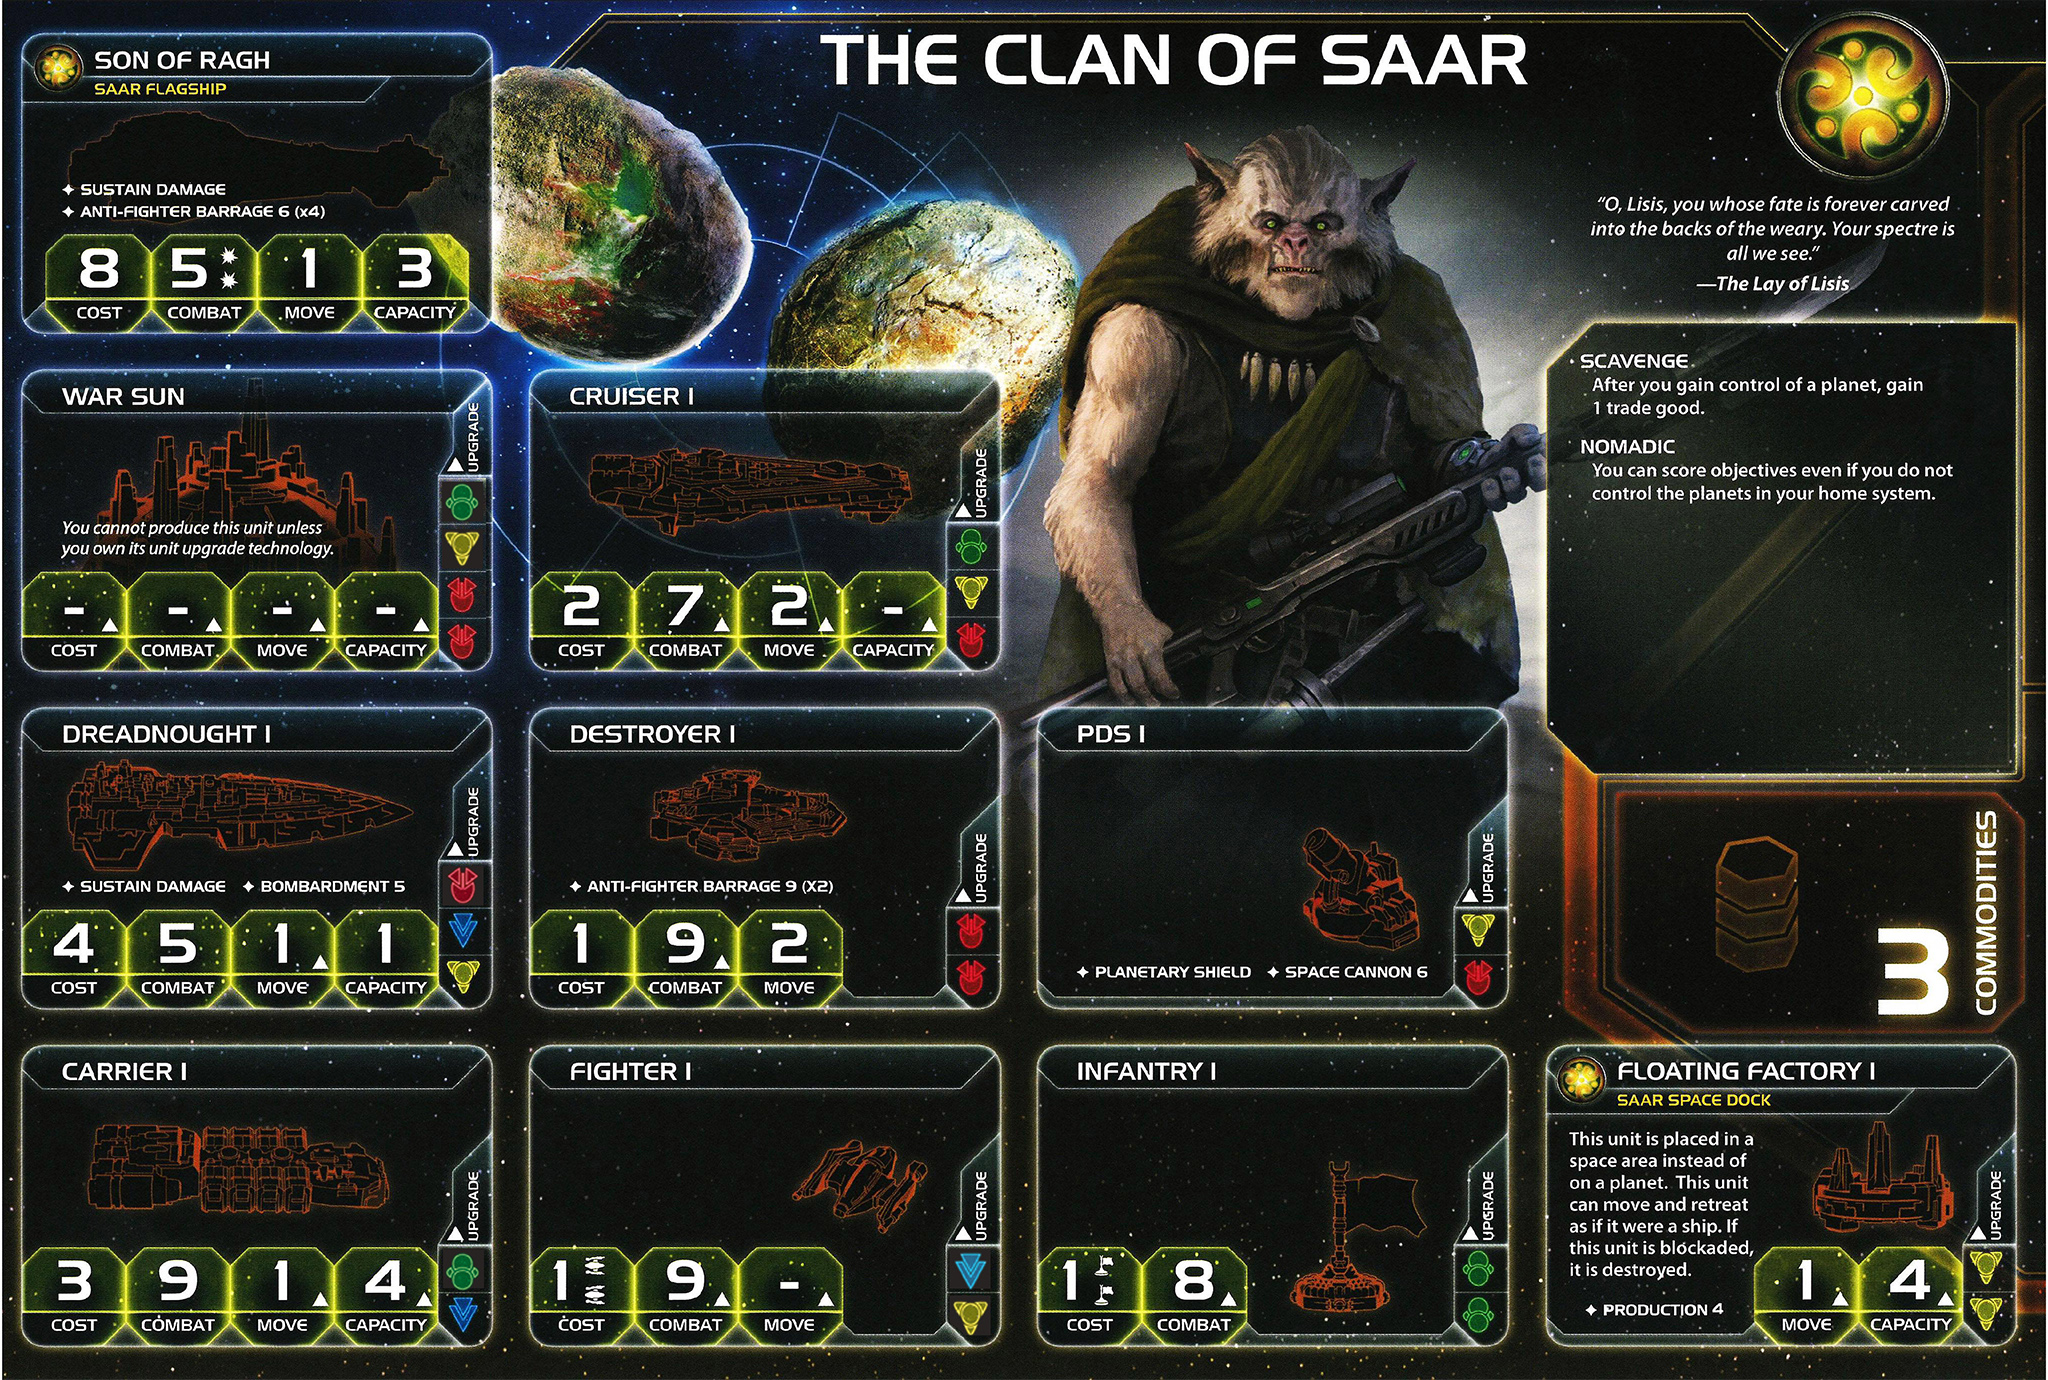 THE CLAN OF SAAR
SON OF RAGH
SAAR FLAGSHIP
SUSTAIN DAMAGE
ANTI-FIGHTER BARRAGE 6 (x4)
8 5 1 3
COST COMBAT MOVE CAPACITY
“O, Lisis, you whose fate is forever carved
into the backs of the weary. Your spectre is
all we see.”
—The Lay of Lisis
SCAVENGE
After you gain control of a planet, gain
1 trade good.
NOMADIC
You can score objectives even if you do not
control the planets in your home system.
WAR SUN
UPGRADE
You cannot produce this unit unless
you own its unit upgrade technology.
- - - -
COST COMBAT MOVE CAPACITY
CRUISER I
UPGRADE
2 7 2 -
COST COMBAT MOVE CAPACITY
DREADNOUGHT I
UPGRADE
SUSTAIN DAMAGE BOMBARDMENT 5
4 5 1 1
COST COMBAT MOVE CAPACITY
DESTROYER I
UPGRADE
ANTI-FIGHTER BARRAGE 9 (X2)
1 9 2
COST COMBAT MOVE
PDS I
UPGRADE
PLANETARY SHIELD SPACE CANNON 6
3
COMMODITIES
CARRIER I
UPGRADE
3 9 1 4
COST COMBAT MOVE CAPACITY
FIGHTER I
UPGRADE
1 9 -
COST COMBAT MOVE
INFANTRY I
UPGRADE
1 8
COST COMBAT
FLOATING FACTORY I
SAAR SPACE DOCK
This unit is placed in a
space area instead of
on a planet. This unit
can move and retreat
as if it were a ship. If
this unit is blockaded,
it is destroyed.
PRODUCTION 4
UPGRADE
1 4
MOVE CAPACITY